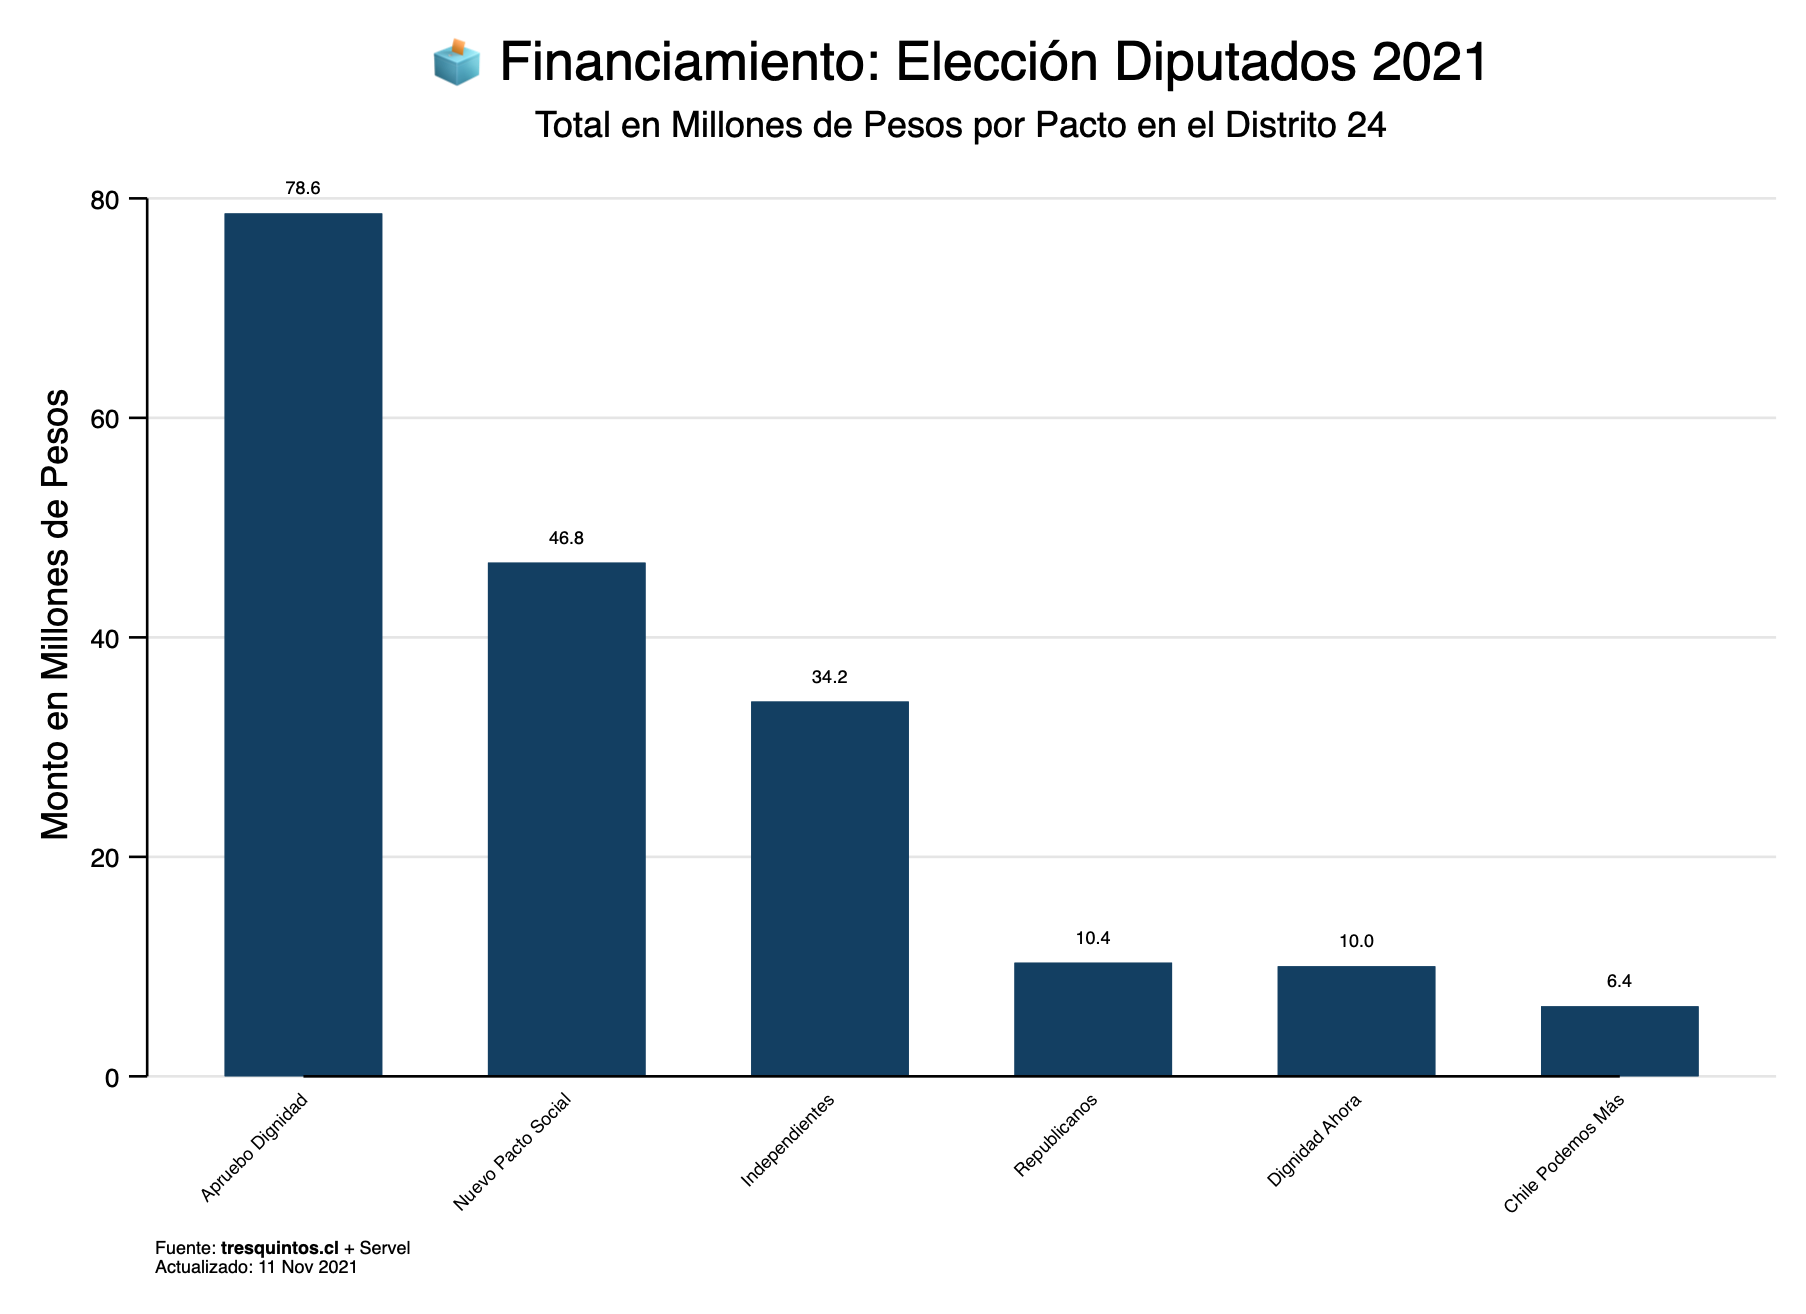 Financiamiento: Elección Diputados 2021
Total en Millones de Pesos por Pacto en el Distrito 24
Monto en Millones de Pesos
80
60
40
20
0
78.6
46.8
34.2
10.4
10.0
6.4
Apruebo Dignidad
Nuevo Pacto Social
Independientes
Republicanos
Dignidad Ahora
Chile Podemos Más
Fuente: tresquintos.cl + Servel
Actualizado: 11 Nov 2021